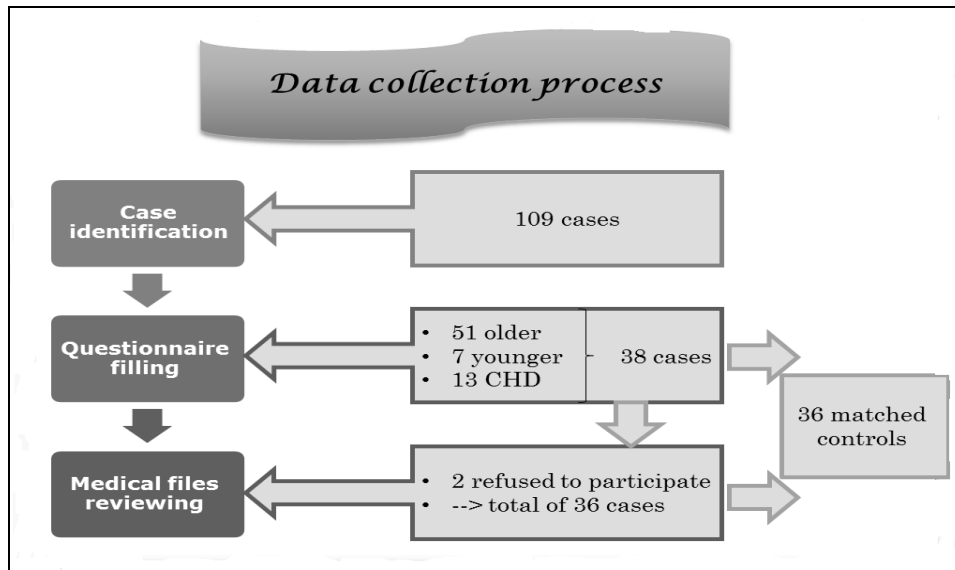 Data collection process
Case
identification
109 cases
Questionnaire
filling
• 51 older
• 7 younger
• 13 CHD
38 cases
36 matched
controls
Medical files
reviewing
• 2 refused to participate
• --> total of 36 cases